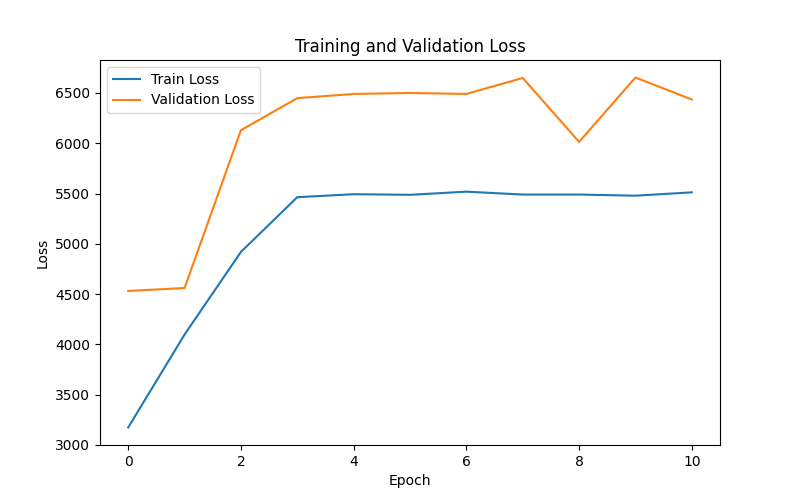 Training and Validation Loss
Train Loss
Validation Loss
6500
6000
5500
5000
4500
4000
3500
3000
Loss
0 2 4 6 8 10
Epoch